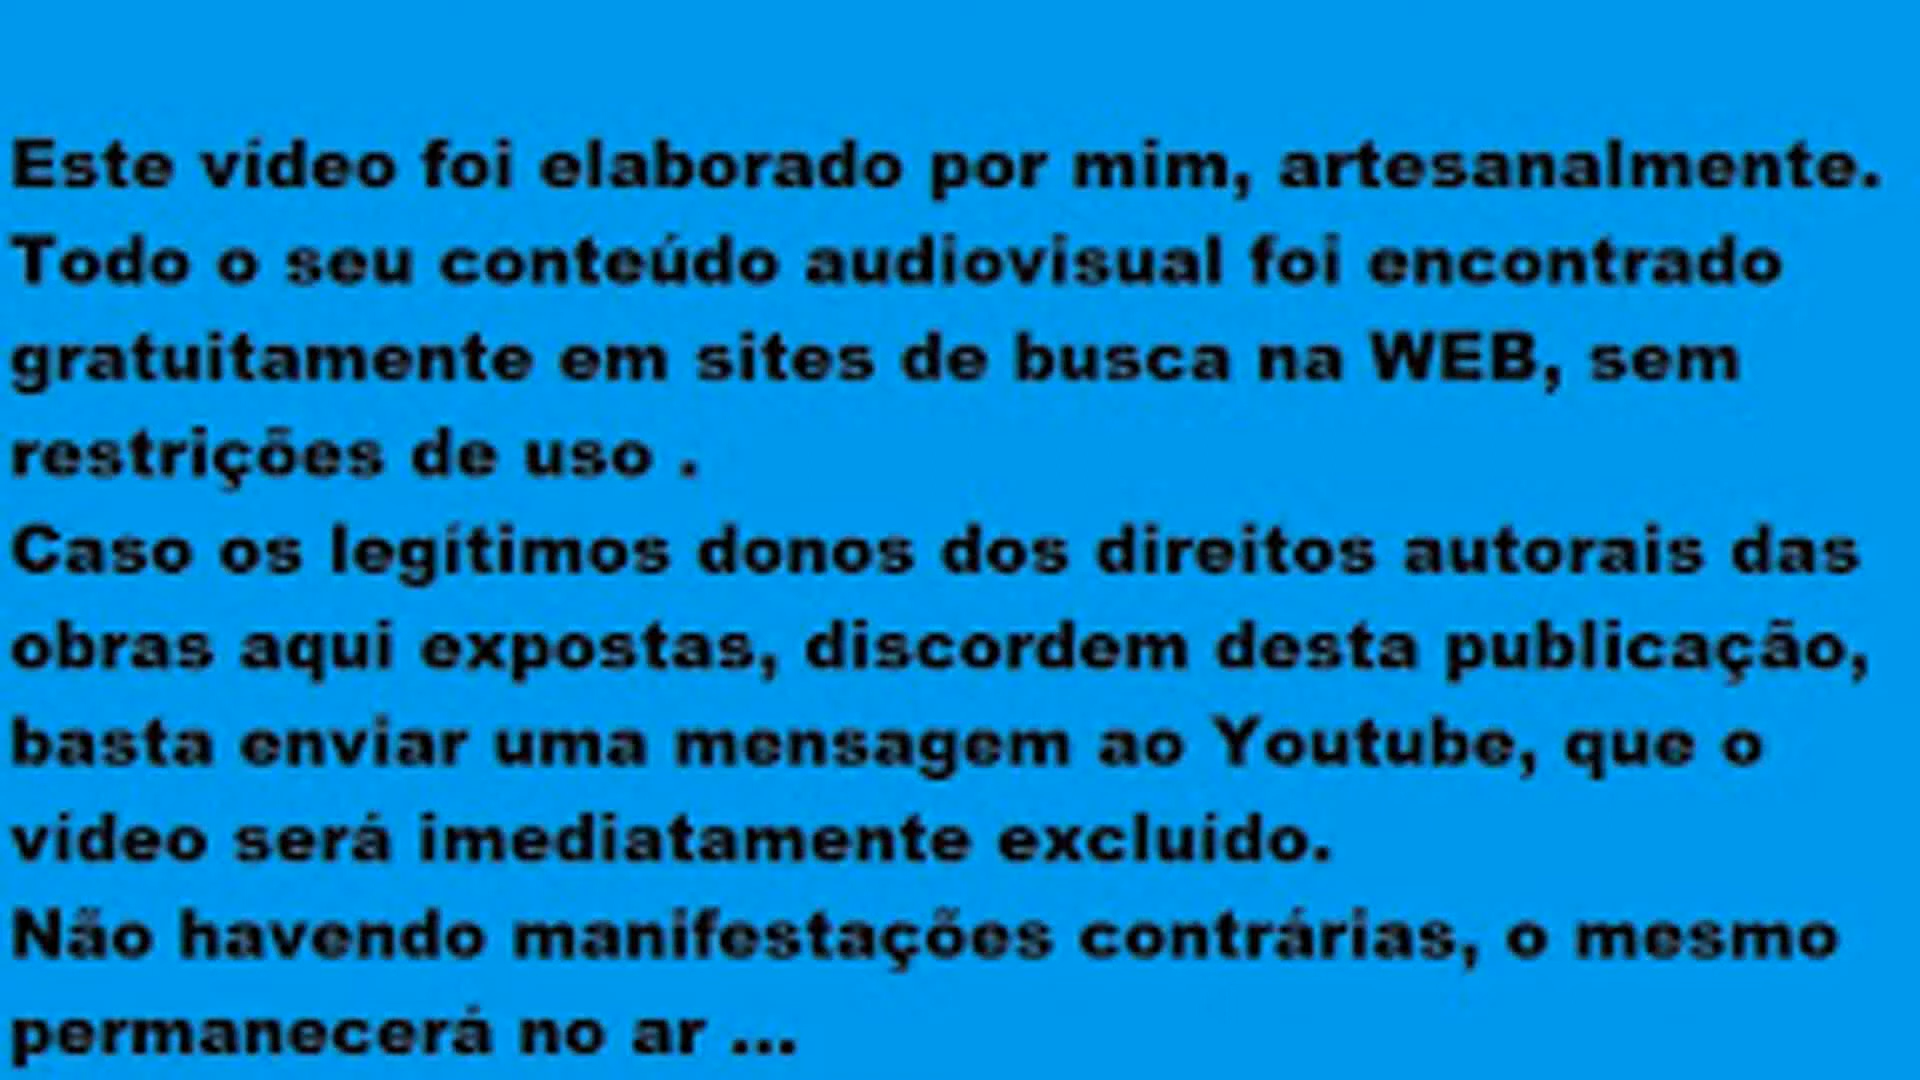 Este vídeo foi elaborado por mim, artesanalmente.
Todo o seu conteúdo audiovisual foi encontrado
gratuitamente em sites de busca na WEB, sem
restrições de uso .
Caso os legítimos donos dos direitos autorais das
obras aqui expostas, discordem desta publicação,
basta enviar uma mensagem ao Youtube, que o
vídeo será imediatamente excluído.
Não havendo manifestações contrárias, o mesmo
permanecerá no ar ...